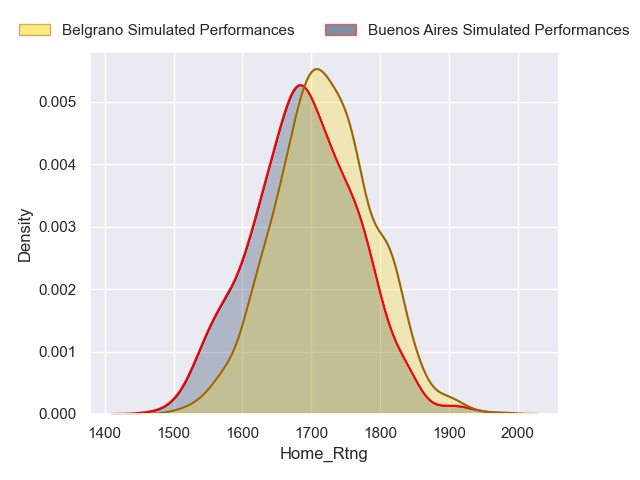 Belgrano Simulated Performances
Buenos Aires Simulated Performances
Density
0.005
0.004
0.003
0.002
0.001
0.000
1400 1500 1600 1700 1800 1900 2000
Home_Rtng